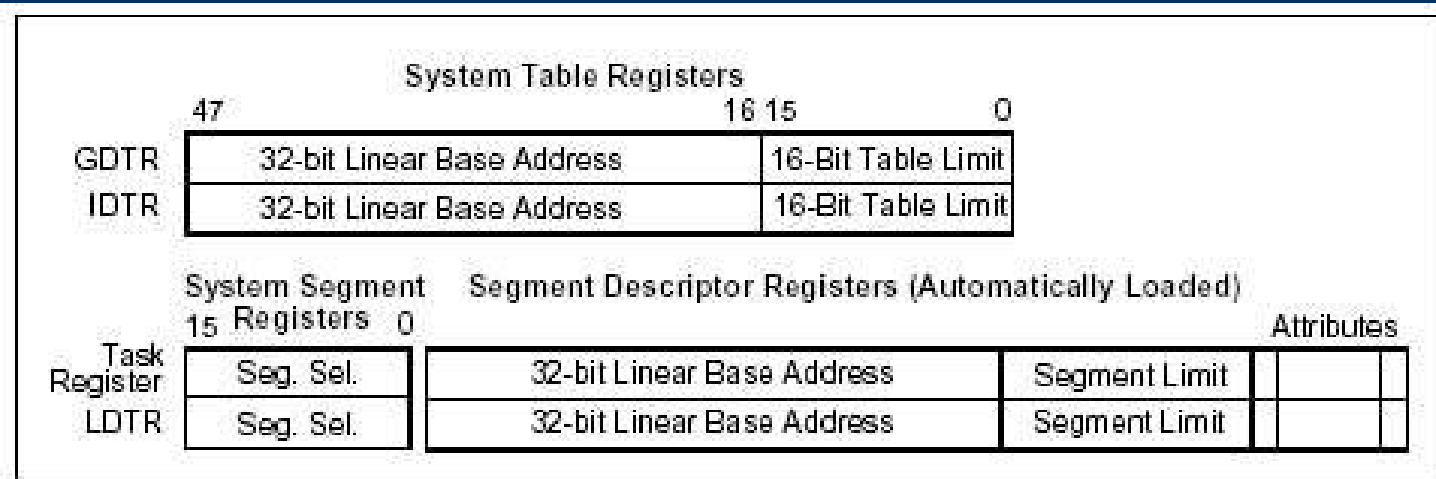 System Table Registers
47 16 15 0
GDTR 32-bit Linear Base Address 16-Bit Table Limit
IDTR 32-bit Linear Base Address 16-Bit Table Limit
System Segment Segment Descriptor Registers (Automatically Loaded)
15 Registers 0 Attributes
Task
Register Seg. Sel. 32-bit Linear Base Address Segment Limit
LDTR Seg. Sel. 32-bit Linear Base Address Segment Limit